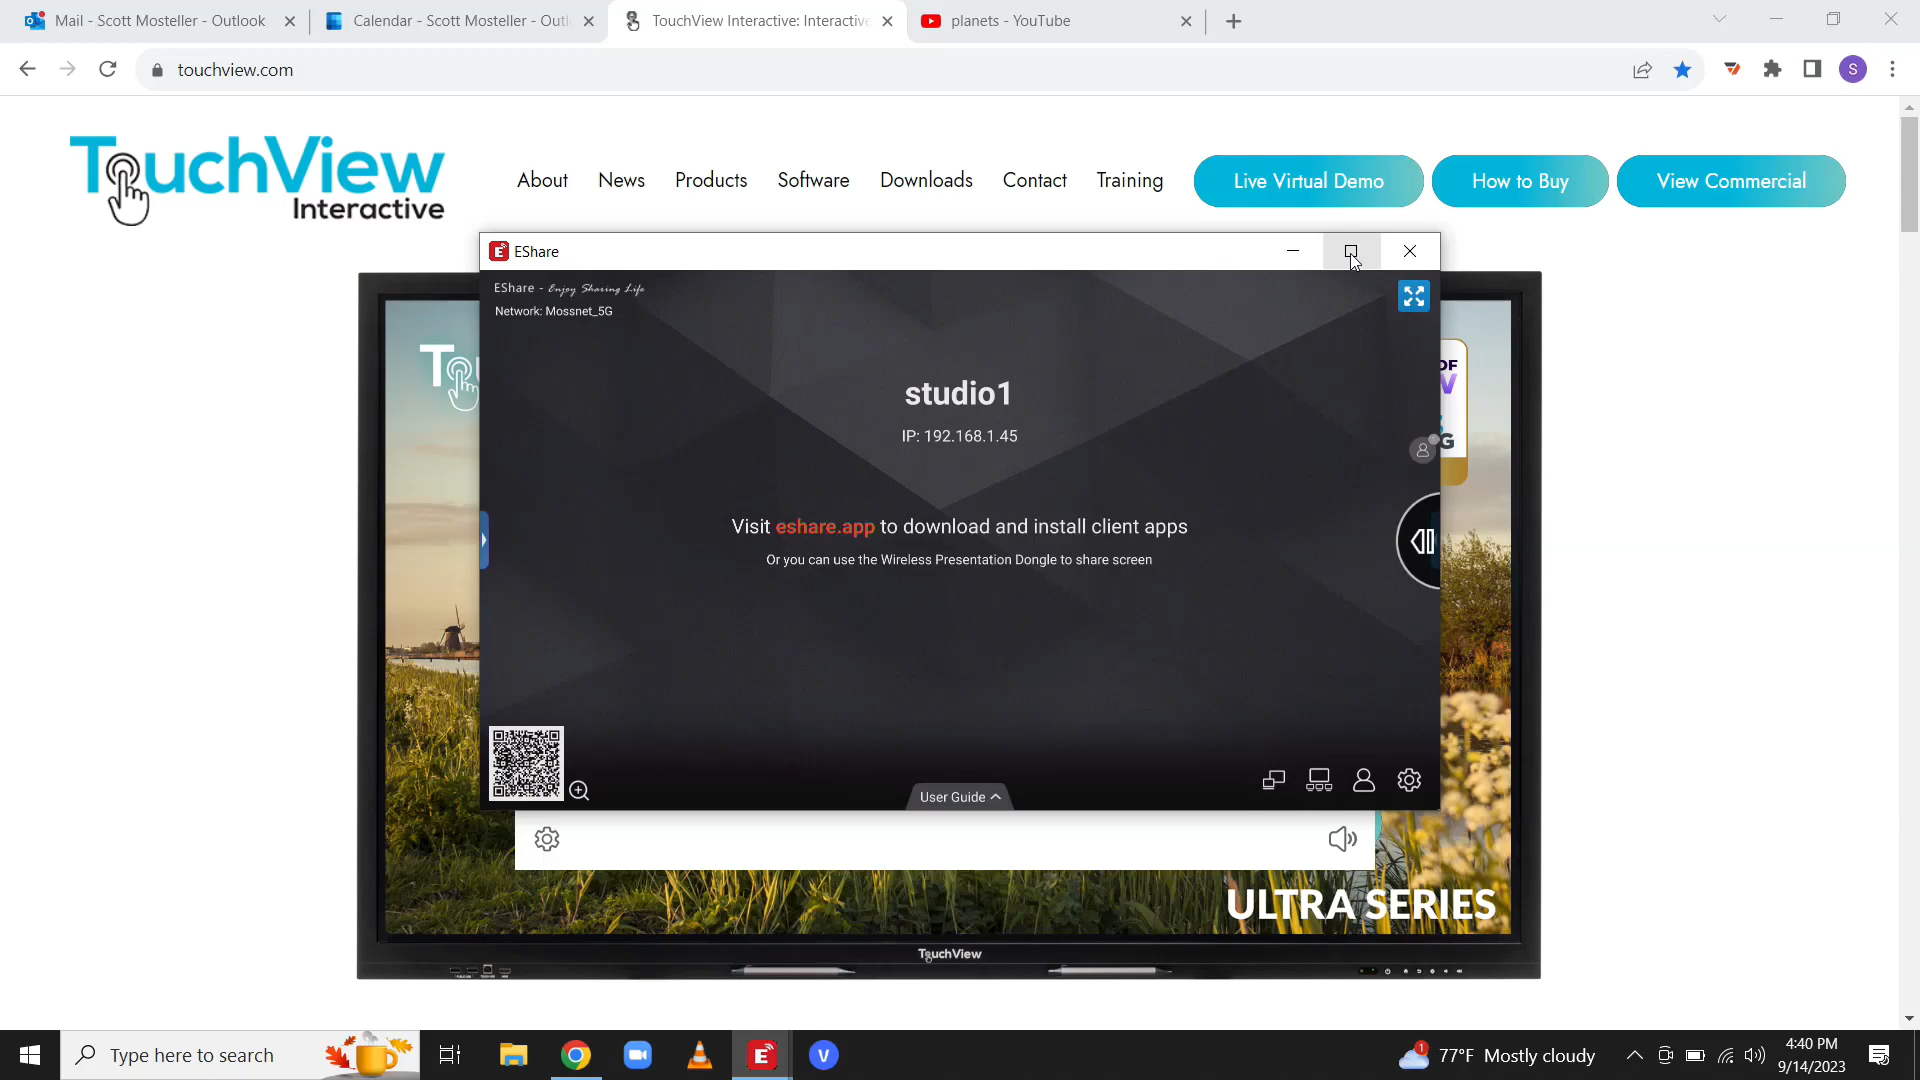 Mail - Scott Mosteller - Outlook
Calendar - Scott Mosteller - Outl
TouchView Interactive: Interactive
planets - YouTube
touchview.com
S
TouchView
Interactive
About
News
Products
Software
Downloads
Contact
Training
Live Virtual Demo
How to Buy
View Commercial
E EShare
EShare - Enjoy Sharing Life
Network: Mossnet_5G
studio1
IP: 192.168.1.45
Visit eshare.app to download and install client apps
Or you can use the Wireless Presentation Dongle to share screen
User Guide
ULTRA SERIES
TouchView
Type here to search
E
V
1
77°F Mostly cloudy
4:40 PM
9/14/2023